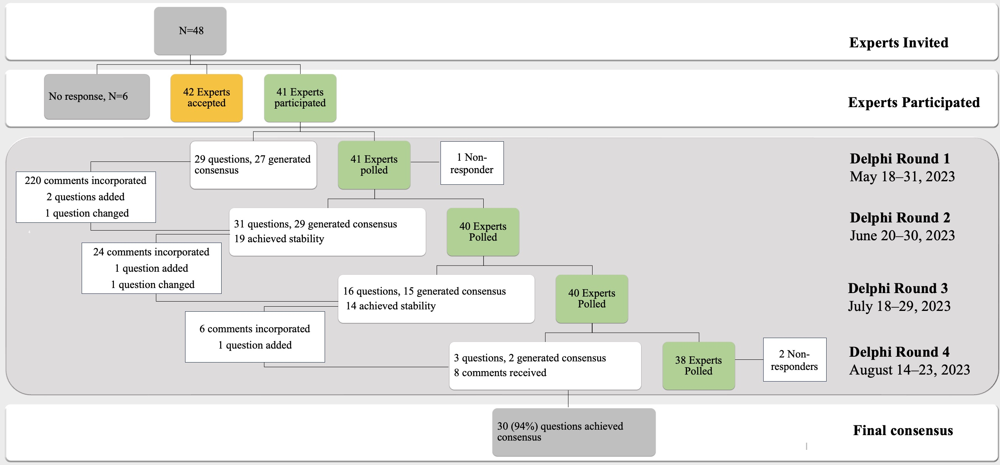 N=48
Experts Invited
No response, N=6
42 Experts
accepted
41 Experts
participated
Experts Participated
29 questions, 27 generated
consensus
41 Experts
polled
1 Non-
responder
Delphi Round 1
May 18–31, 2023
220 comments incorporated
2 questions added
1 question changed
31 questions, 29 generated consensus
19 achieved stability
40 Experts
Polled
Delphi Round 2
June 20–30, 2023
4
24 comments incorporated
1 question added
1 question changed
16 questions, 15 generated consensus
14 achieved stability
40 Experts
Polled
Delphi Round 3
July 18–29, 2023
6 comments incorporated
1 question added
3 questions, 2 generated consensus
8 comments received
38 Experts
Polled
2 Non-
responders
Delphi Round 4
August 14–23, 2023
30 (94%) questions achieved
consensus
Final consensus